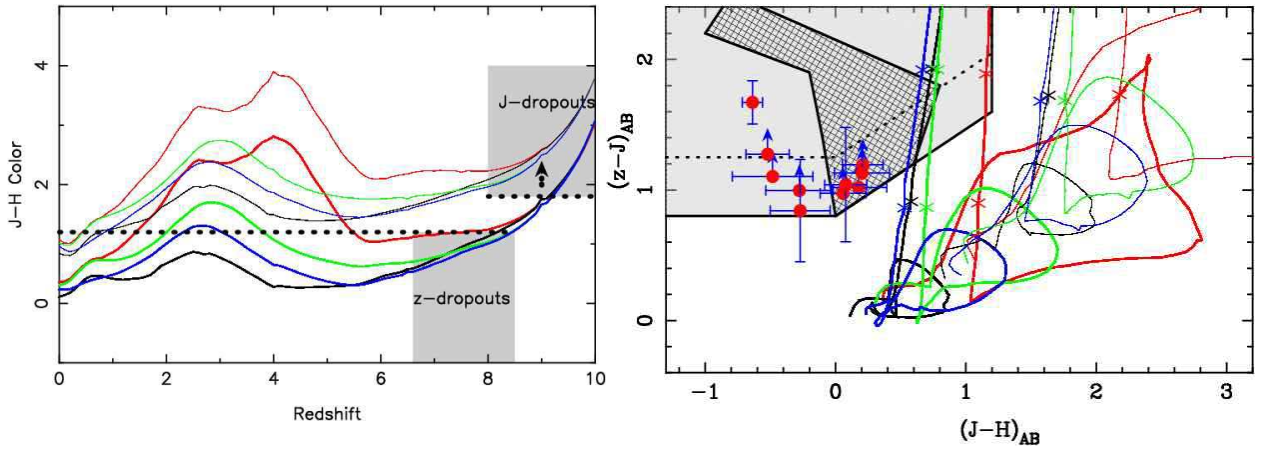 J-H Color
4
2
0
J-dropouts
z-dropouts
0 2 4 6 8 10
Redshift
(z-J)AB
2
1
0
-1 0 1 2 3
(J-H)AB